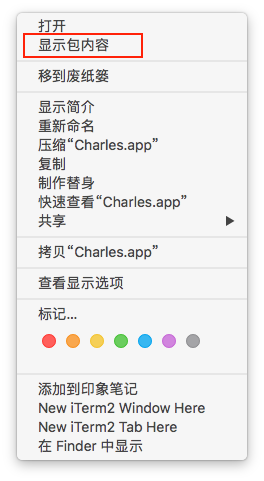 打开
显示包内容
移到废纸篓
显示简介
重新命名
压缩“Charles.app”
复制
制作替身
快速查看“Charles.app”
共享
拷贝“Charles.app”
查看显示选项
标记...
添加到印象笔记
New iTerm2 Window Here
New iTerm2 Tab Here
在 Finder 中显示